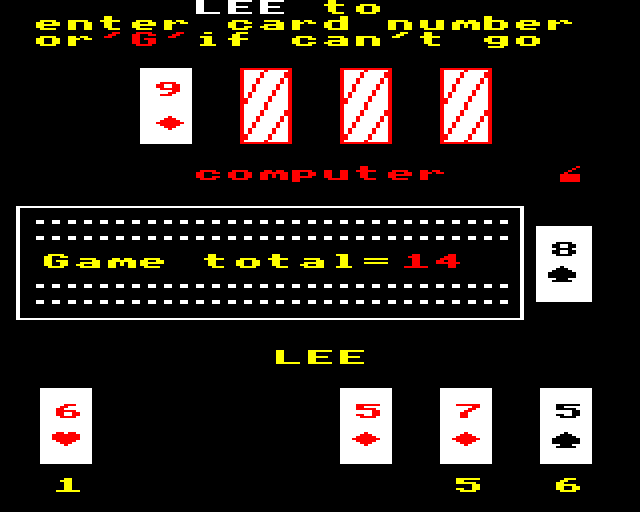 LEE to
enter card number
or 'G' if can't go
9
computer
Game total= 14
8
LEE
6 5 7 5
1 5 6